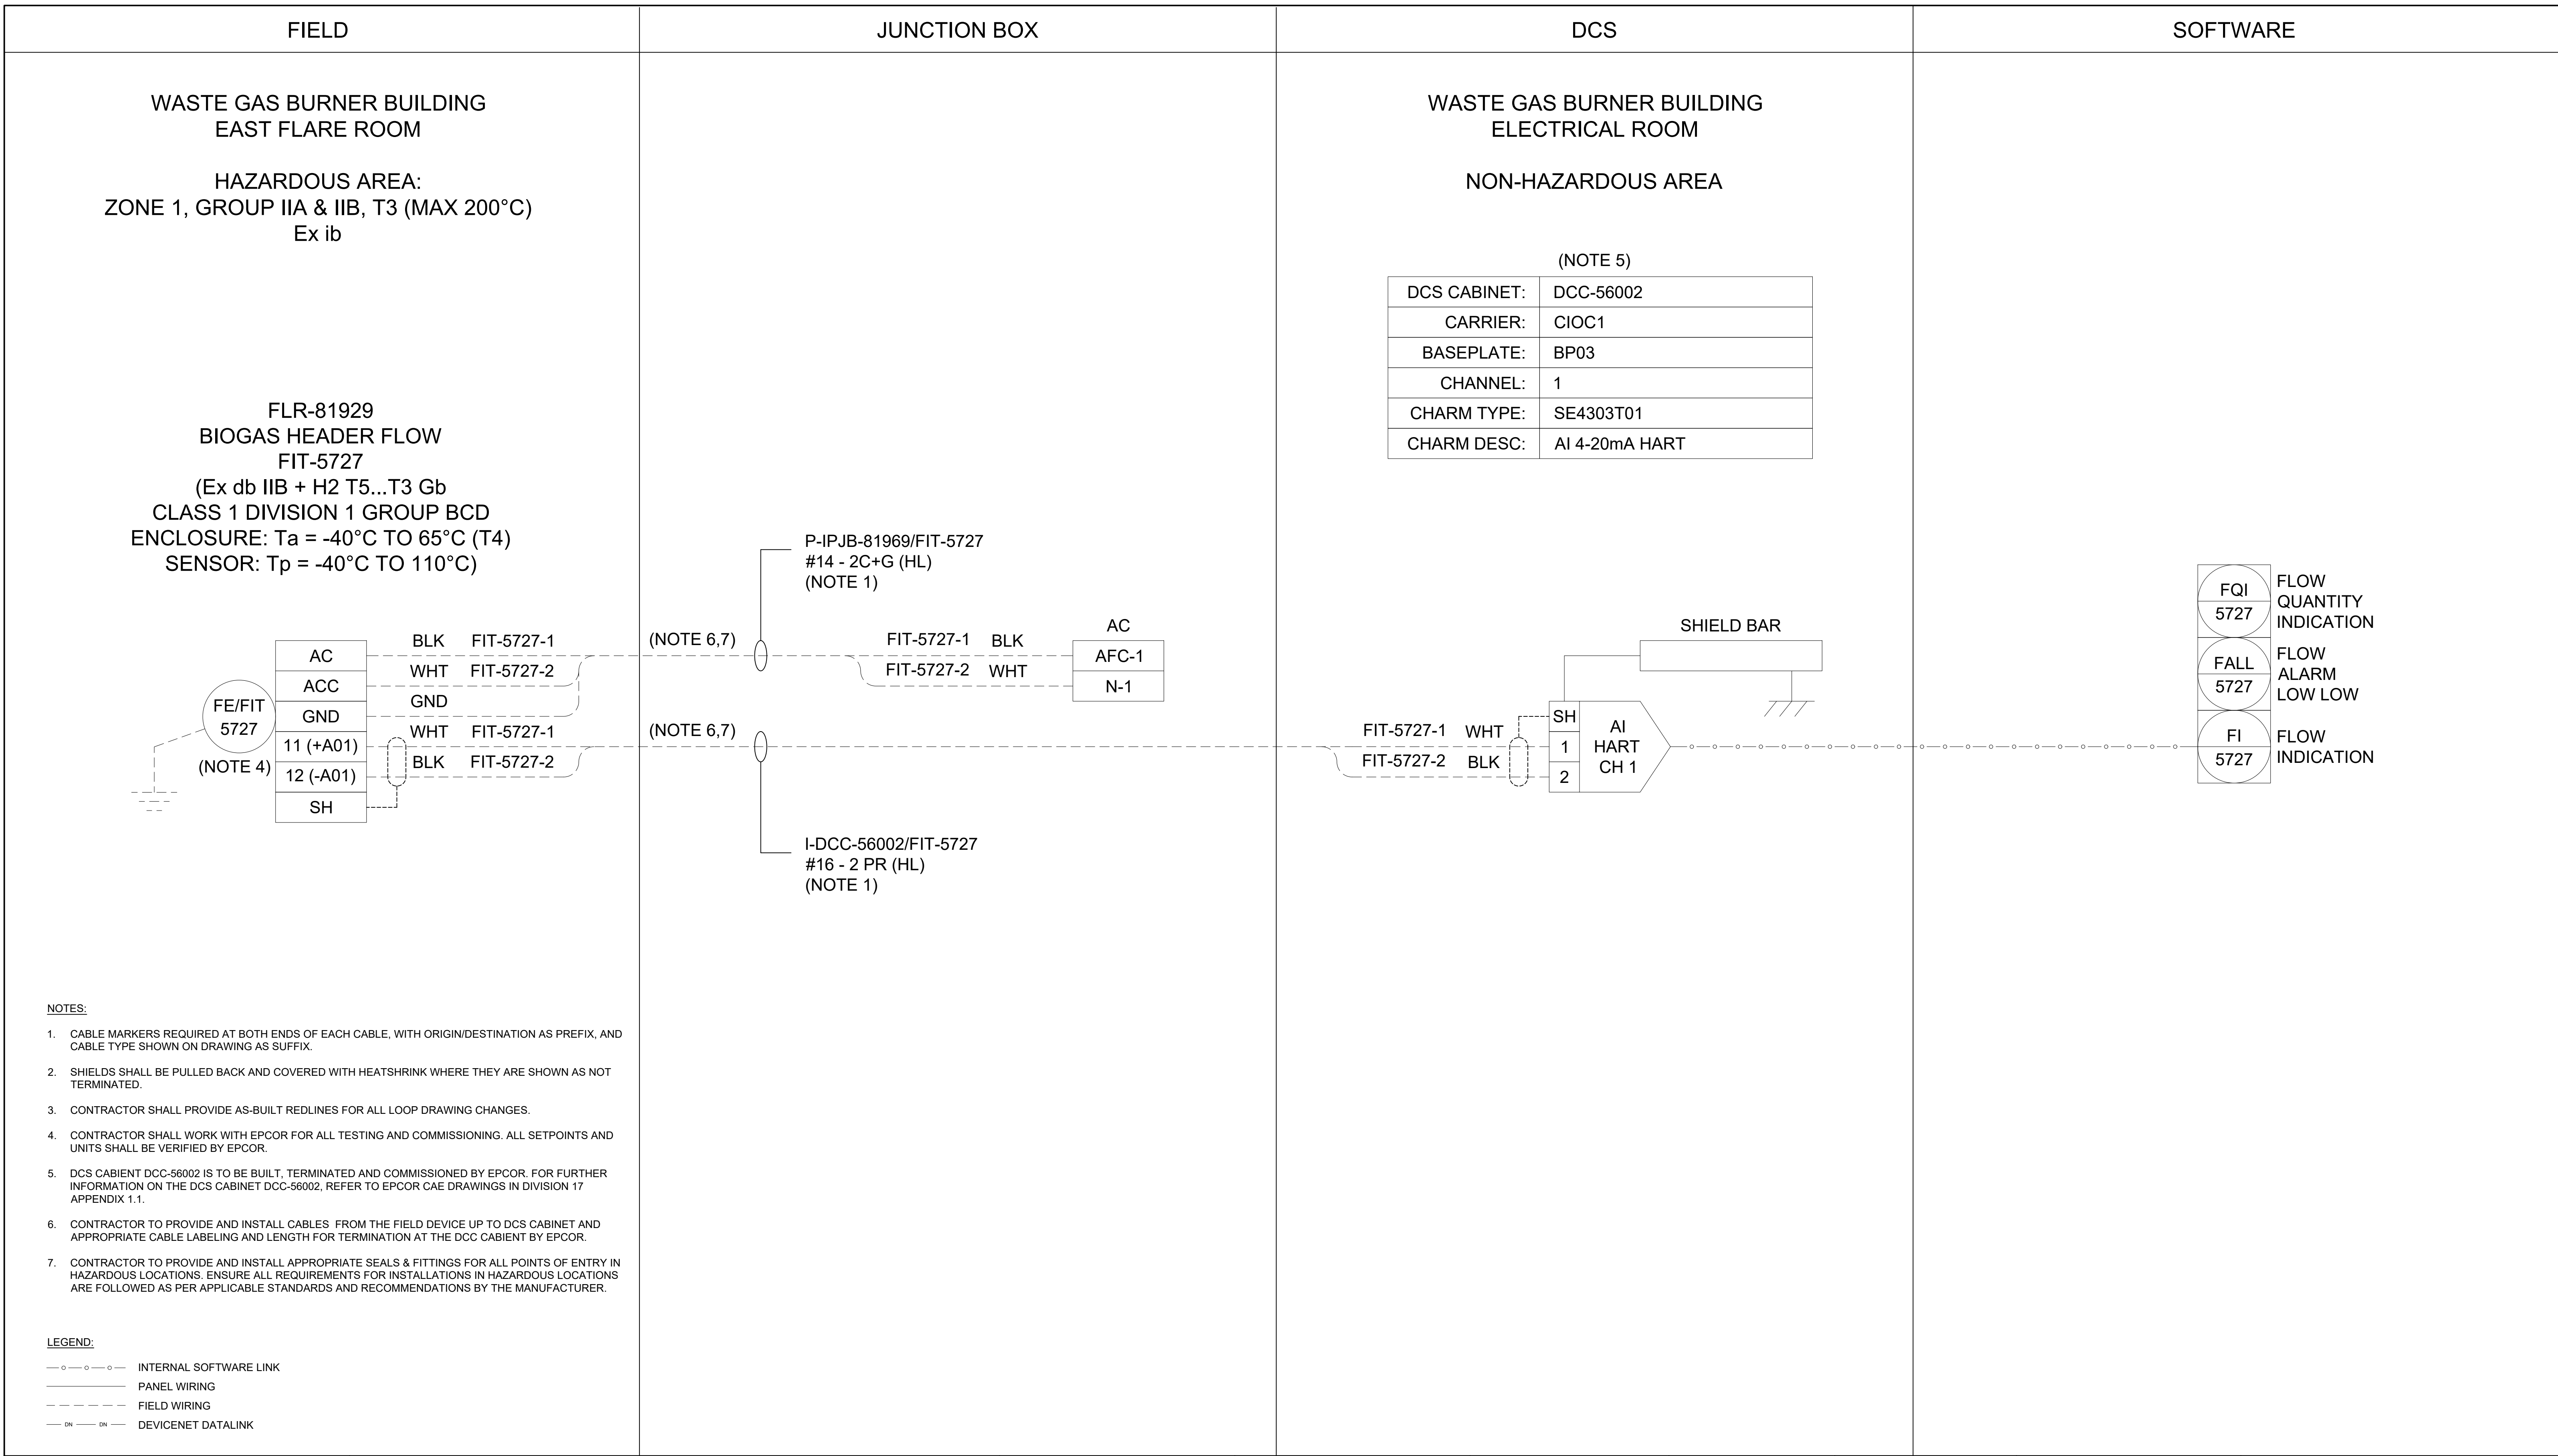 FIELD
JUNCTION BOX
DCS
SOFTWARE
WASTE GAS BURNER BUILDING
EAST FLARE ROOM
HAZARDOUS AREA:
ZONE 1, GROUP IIA & IIB, T3 (MAX 200°C)
Ex ib
FLR-81929
BIOGAS HEADER FLOW
FIT-5727
(Ex db IIB + H2 T5...T3 Gb
CLASS 1 DIVISION 1 GROUP BCD
ENCLOSURE: Ta = -40°C TO 65°C (T4)
SENSOR: Tp = -40°C TO 110°C)
FE/FIT
5727
(NOTE 4)
AC
ACC
GND
11 (+A01)
12 (-A01)
SH
BLK FIT-5727-1
WHT FIT-5727-2
GND
WHT FIT-5727-1
BLK FIT-5727-2
(NOTE 6,7)
(NOTE 6,7)
P-IPJB-81969/FIT-5727
#14 - 2C+G (HL)
(NOTE 1)
FIT-5727-1 BLK
FIT-5727-2 WHT
AC
AFC-1
N-1
I-DCC-56002/FIT-5727
#16 - 2 PR (HL)
(NOTE 1)
WASTE GAS BURNER BUILDING
ELECTRICAL ROOM
NON-HAZARDOUS AREA
(NOTE 5)
DCS CABINET: DCC-56002
CARRIER: CIOC1
BASEPLATE: BP03
CHANNEL: 1
CHARM TYPE: SE4303T01
CHARM DESC: AI 4-20mA HART
SHIELD BAR
FIT-5727-1 WHT
FIT-5727-2 BLK
SH
1
2
AI
HART
CH 1
FQI
5727
FLOW
QUANTITY
INDICATION
FALL
5727
FLOW
ALARM
LOW LOW
FI
5727
FLOW
INDICATION
NOTES:
1. CABLE MARKERS REQUIRED AT BOTH ENDS OF EACH CABLE, WITH ORIGIN/DESTINATION AS PREFIX, AND
CABLE TYPE SHOWN ON DRAWING AS SUFFIX.
2. SHIELDS SHALL BE PULLED BACK AND COVERED WITH HEATSHRINK WHERE THEY ARE SHOWN AS NOT
TERMINATED.
3. CONTRACTOR SHALL PROVIDE AS-BUILT REDLINES FOR ALL LOOP DRAWING CHANGES.
4. CONTRACTOR SHALL WORK WITH EPCOR FOR ALL TESTING AND COMMISSIONING. ALL SETPOINTS AND
UNITS SHALL BE VERIFIED BY EPCOR.
5. DCS CABIENT DCC-56002 IS TO BE BUILT, TERMINATED AND COMMISSIONED BY EPCOR. FOR FURTHER
INFORMATION ON THE DCS CABINET DCC-56002, REFER TO EPCOR CAE DRAWINGS IN DIVISION 17
APPENDIX 1.1.
6. CONTRACTOR TO PROVIDE AND INSTALL CABLES FROM THE FIELD DEVICE UP TO DCS CABINET AND
APPROPRIATE CABLE LABELING AND LENGTH FOR TERMINATION AT THE DCC CABIENT BY EPCOR.
7. CONTRACTOR TO PROVIDE AND INSTALL APPROPRIATE SEALS & FITTINGS FOR ALL POINTS OF ENTRY IN
HAZARDOUS LOCATIONS. ENSURE ALL REQUIREMENTS FOR INSTALLATIONS IN HAZARDOUS LOCATIONS
ARE FOLLOWED AS PER APPLICABLE STANDARDS AND RECOMMENDATIONS BY THE MANUFACTURER.
LEGEND:
INTERNAL SOFTWARE LINK
PANEL WIRING
FIELD WIRING
DN DN DEVICENET DATALINK